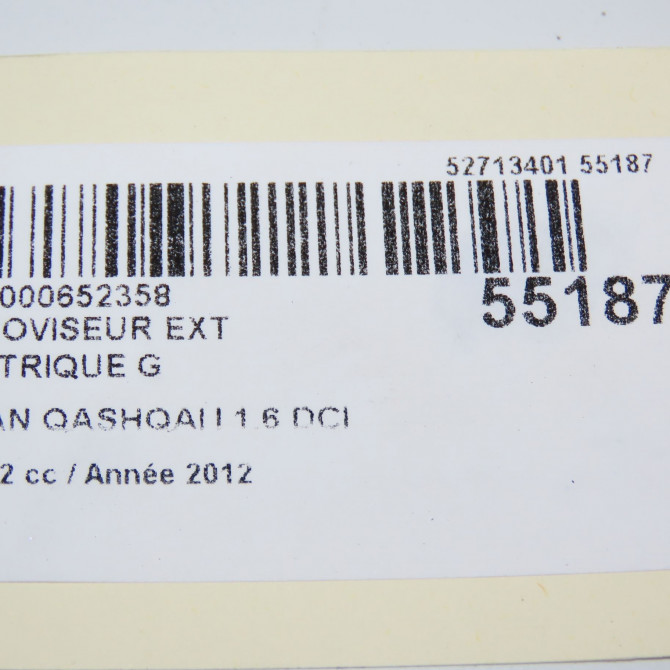 52713401 55187
000652358
55187
OVISEUR EXT
TRIQUE G
AN QASHQAI I 1.6 DCI
2 cc / Année 2012